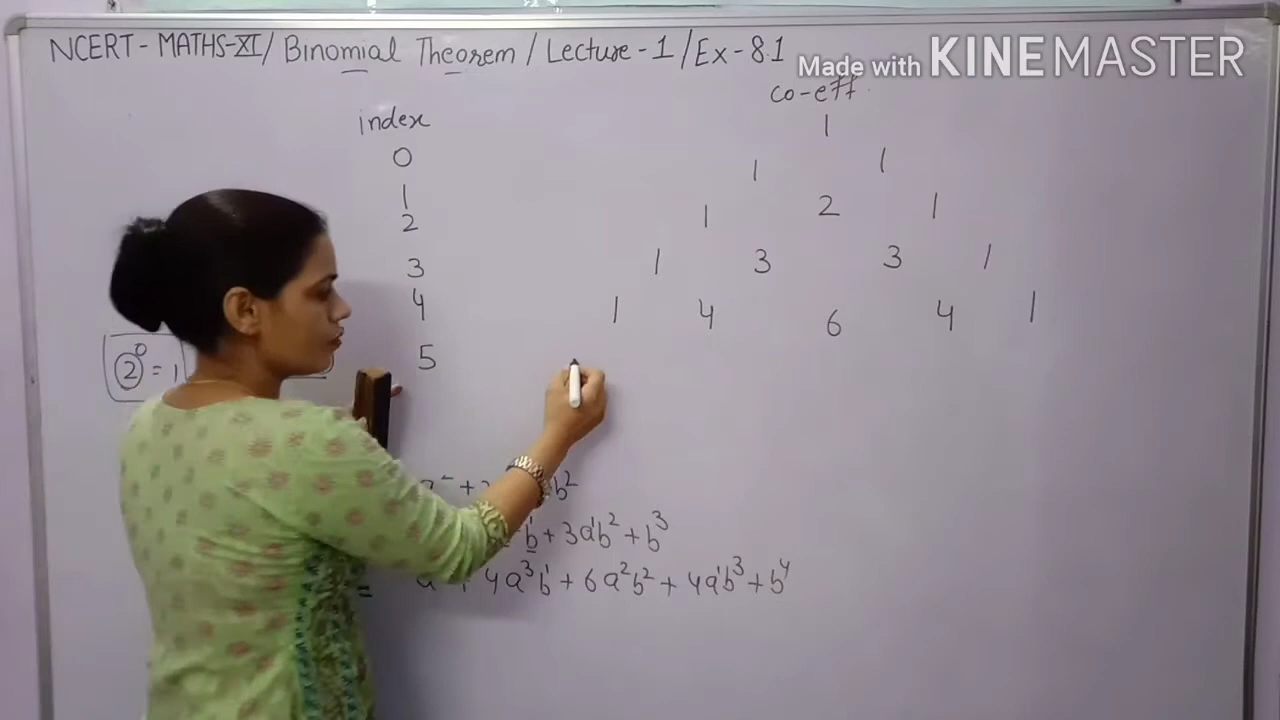 NCERT - MATHS-XI / Binomial Theorem / Lecture - 1 / Ex - 8.1
Made with KINEMASTER
index
co-eff.
0
1
1
1 1
2
1 2 1
3
1 3 3 1
4
1 4 6 4 1
5
2⁰ = 1
b²
b¹ + 3a¹b² + b³
= 4a³b¹ + 6a²b² + 4a¹b³ + b⁴